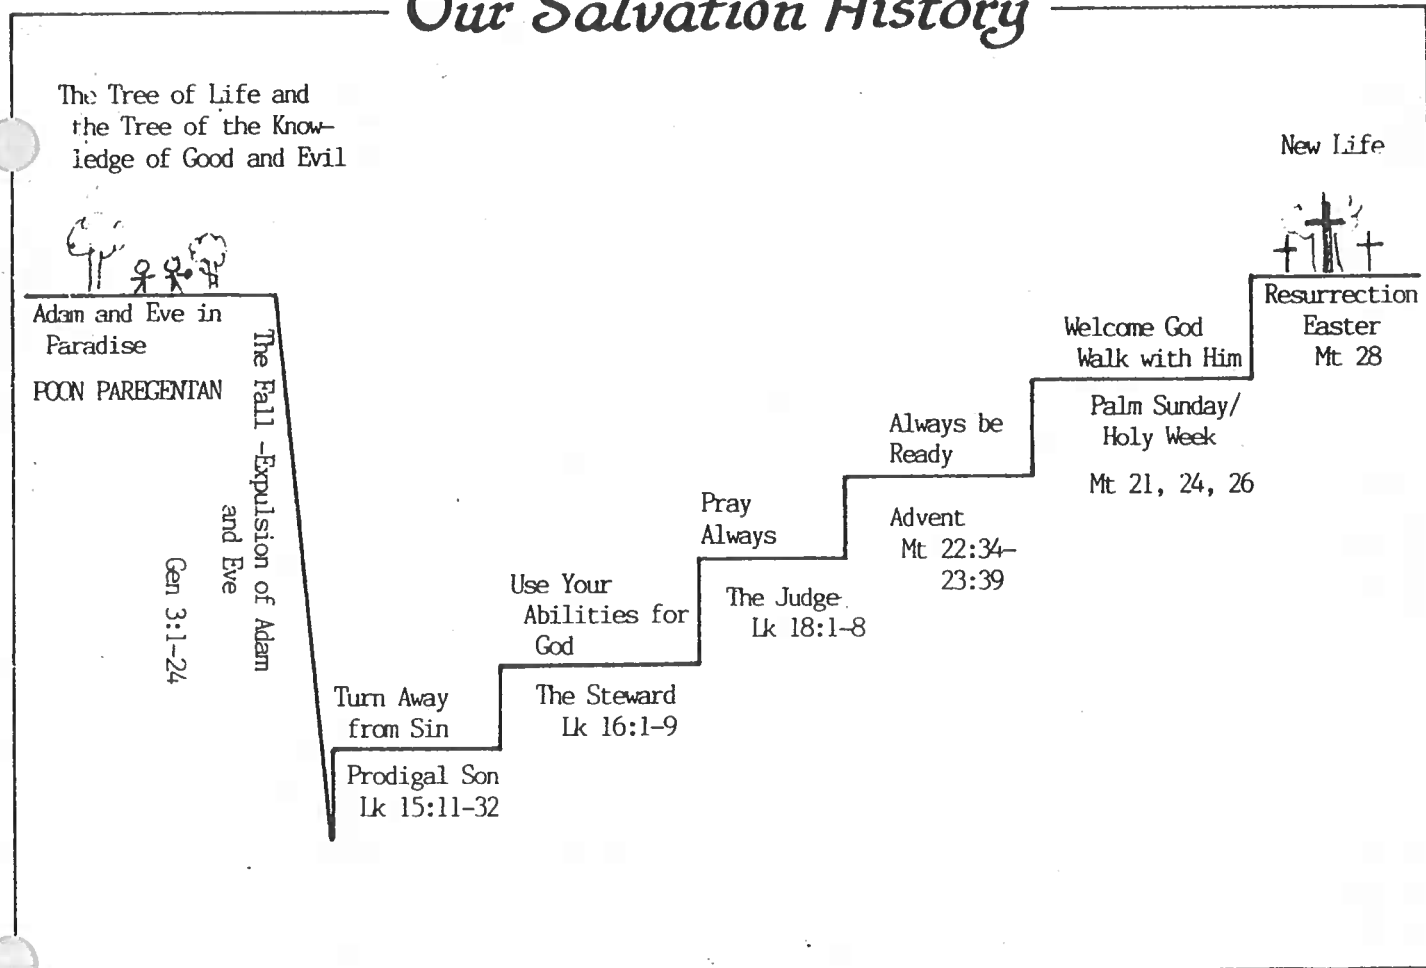 Our Salvation History
The Tree of Life and
the Tree of the Know-
ledge of Good and Evil
Adam and Eve in
Paradise
POON PAREGENTAN
The Fall -Expulsion of Adam
and Eve
Gen 3:1-24
Turn Away
from Sin
Prodigal Son
Lk 15:11-32
Use Your
Abilities for
God
The Steward
Lk 16:1-9
Pray
Always
The Judge
Lk 18:1-8
Always be
Ready
Advent
Mt 22:34-
23:39
Welcome God
Walk with Him
Palm Sunday/
Holy Week
Mt 21, 24, 26
New Life
Resurrection
Easter
Mt 28